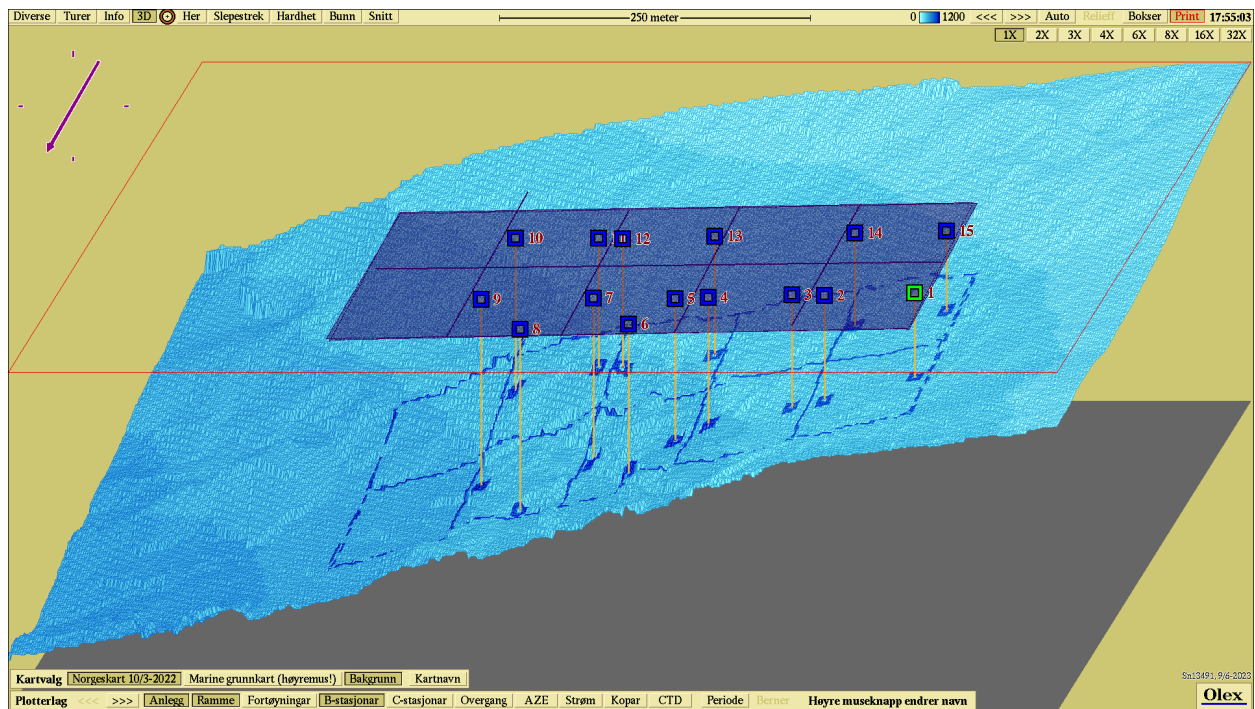 Diverse Turer Info 3D Her Slepestrek Hardhet Bunn Snitt 250 meter 0 1200 <<< >>> Auto Relieff Bokser Print 17:55:03
1X 2X 3X 4X 6X 8X 16X 32X
10 12 13 14 15
9 7 5 4 3 2 1
8 6
Kartvalg Norgeskart 10/3-2022 Marine grunnkart (høyremus!) Bakgrunn Kartnavn
Sn13491, 9/6-2023
Plotterlag <<< >>> Anlegg Ramme Fortøyningar B-stasjonar C-stasjonar Overgang AZE Strøm Kopar CTD Periode Berner Høyre museknapp endrer navn
Olex